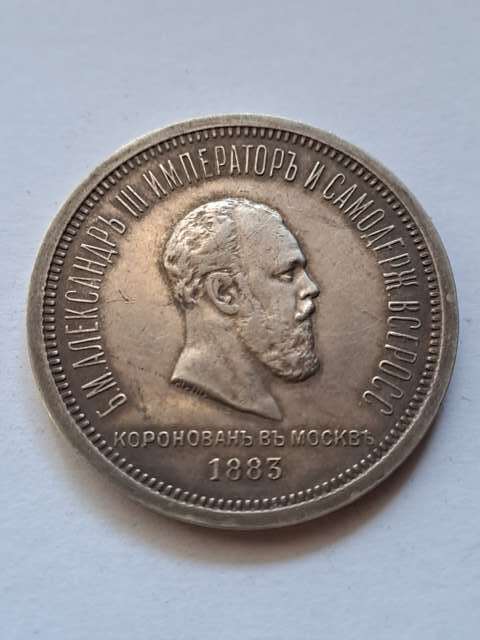 Б.М.АЛЕКСАНДРЪ III ИМПЕРАТОРЪ И САМОДЕРЖ.ВСЕРОСС.
КОРОНОВАНЪ ВЪ МОСКВѢ
1883